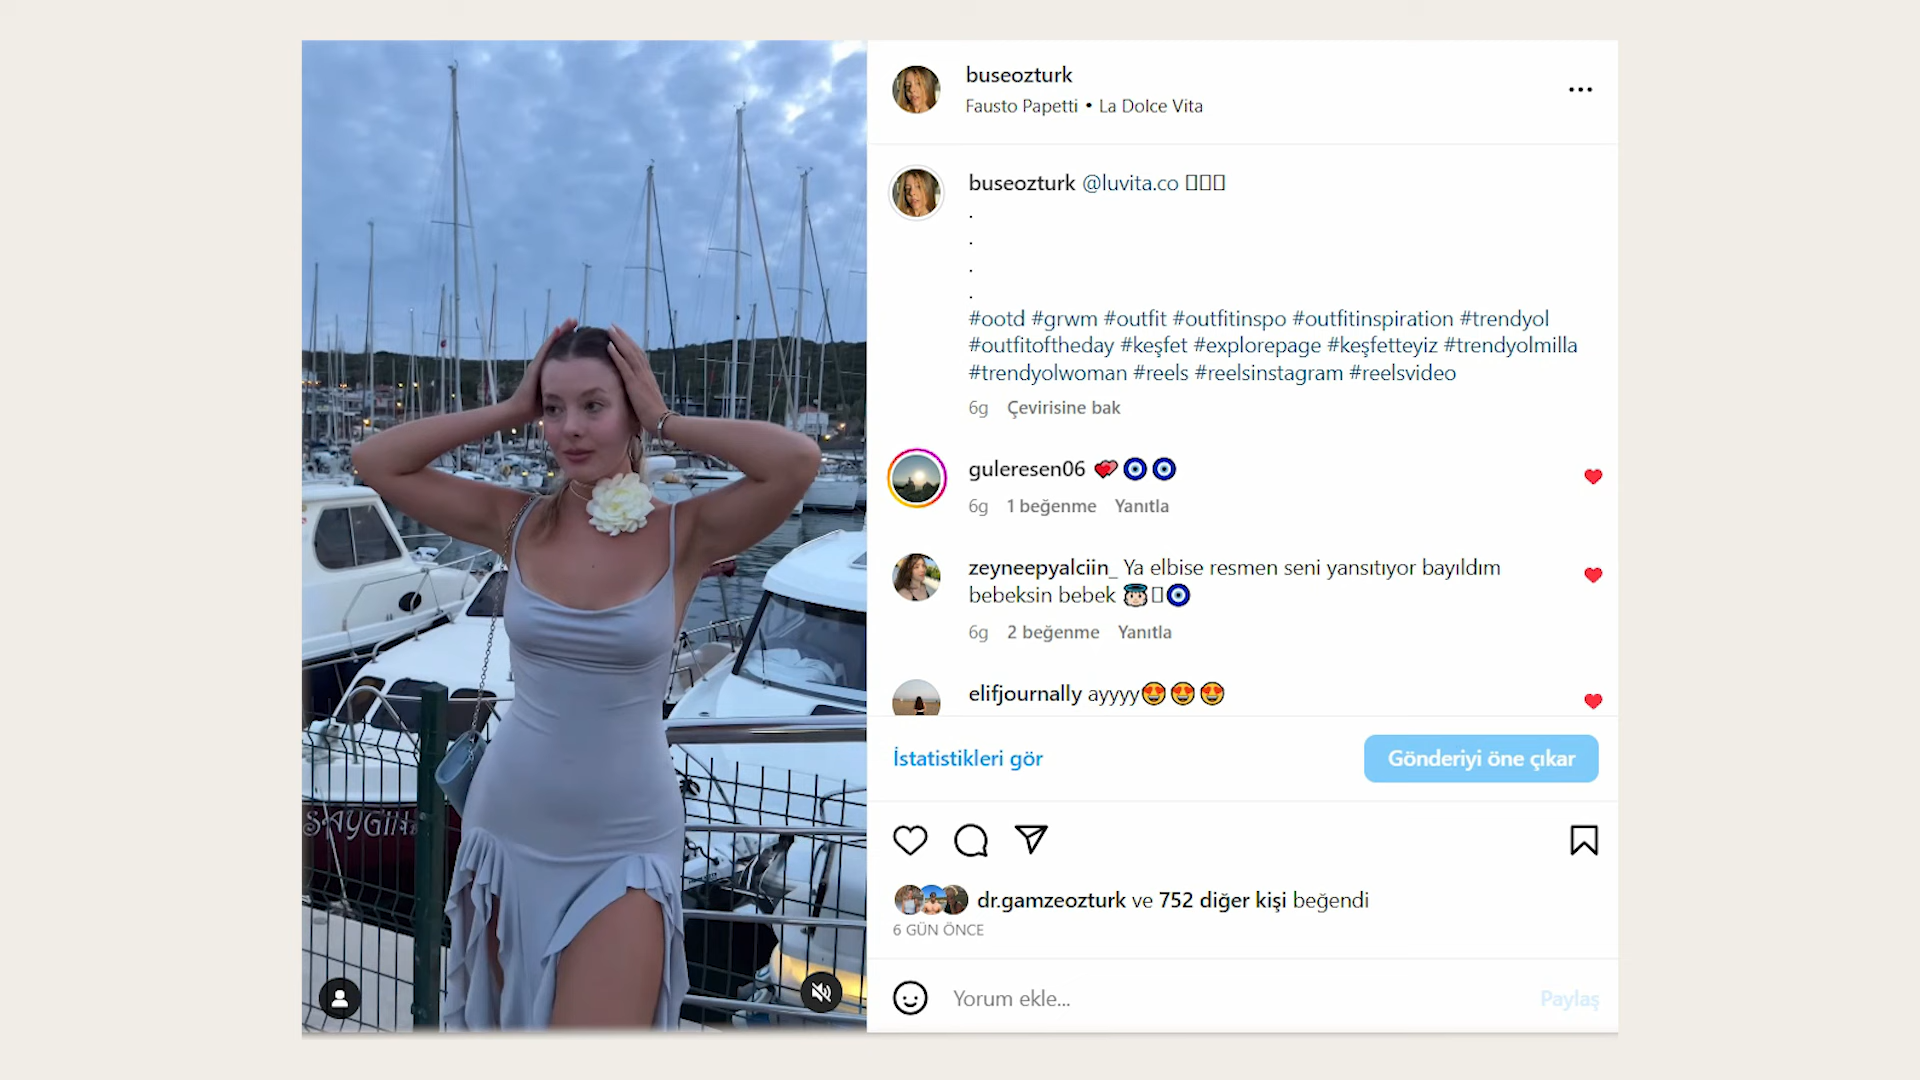 buseozturk
Fausto Papetti • La Dolce Vita
buseozturk @luvita.co
.
.
.
.
#ootd #grwm #outfit #outfitinspo #outfitinspiration #trendyol
#outfitoftheday #keşfet #explorepage #keşfetteyiz #trendyolmilla
#trendyolwoman #reels #reelsinstagram #reelsvideo
6g Çevirisine bak
guleresen06 💕🧿🧿
6g 1 beğenme Yanıtla
zeyneepyalciin_ Ya elbise resmen seni yansıtıyor bayıldım
bebeksin bebek 👼🏻🧿
6g 2 beğenme Yanıtla
elifjournally ayyyy😍😍😍
İstatistikleri gör
Gönderiyi öne çıkar
dr.gamzeozturk ve 752 diğer kişi beğendi
6 GÜN ÖNCE
Yorum ekle...
Paylaş